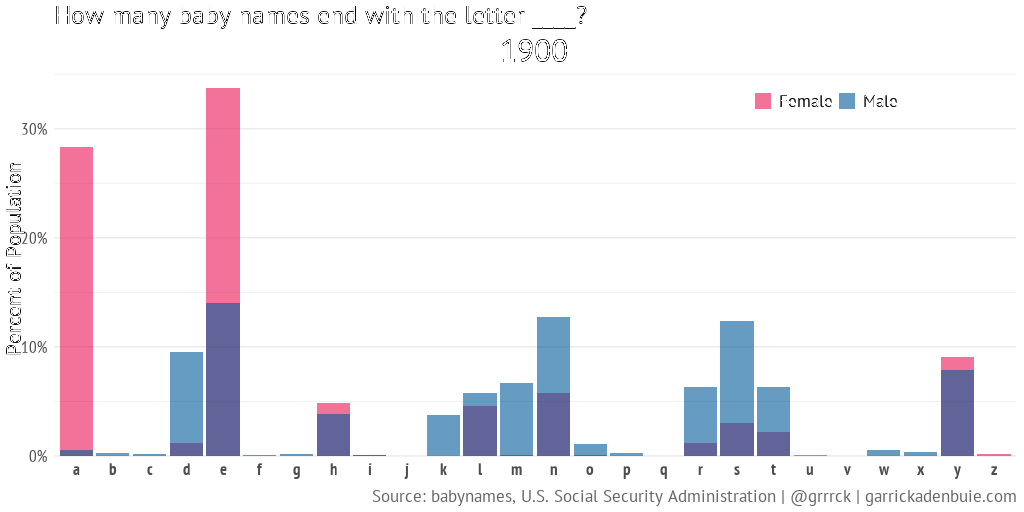 How many baby names end with the letter ____?
1900
Female Male
Percent of Population
30%
20%
10%
0%
a b c d e f g h i j k l m n o p q r s t u v w x y z
Source: babynames, U.S. Social Security Administration | @grrrck | garrickadenbuie.com